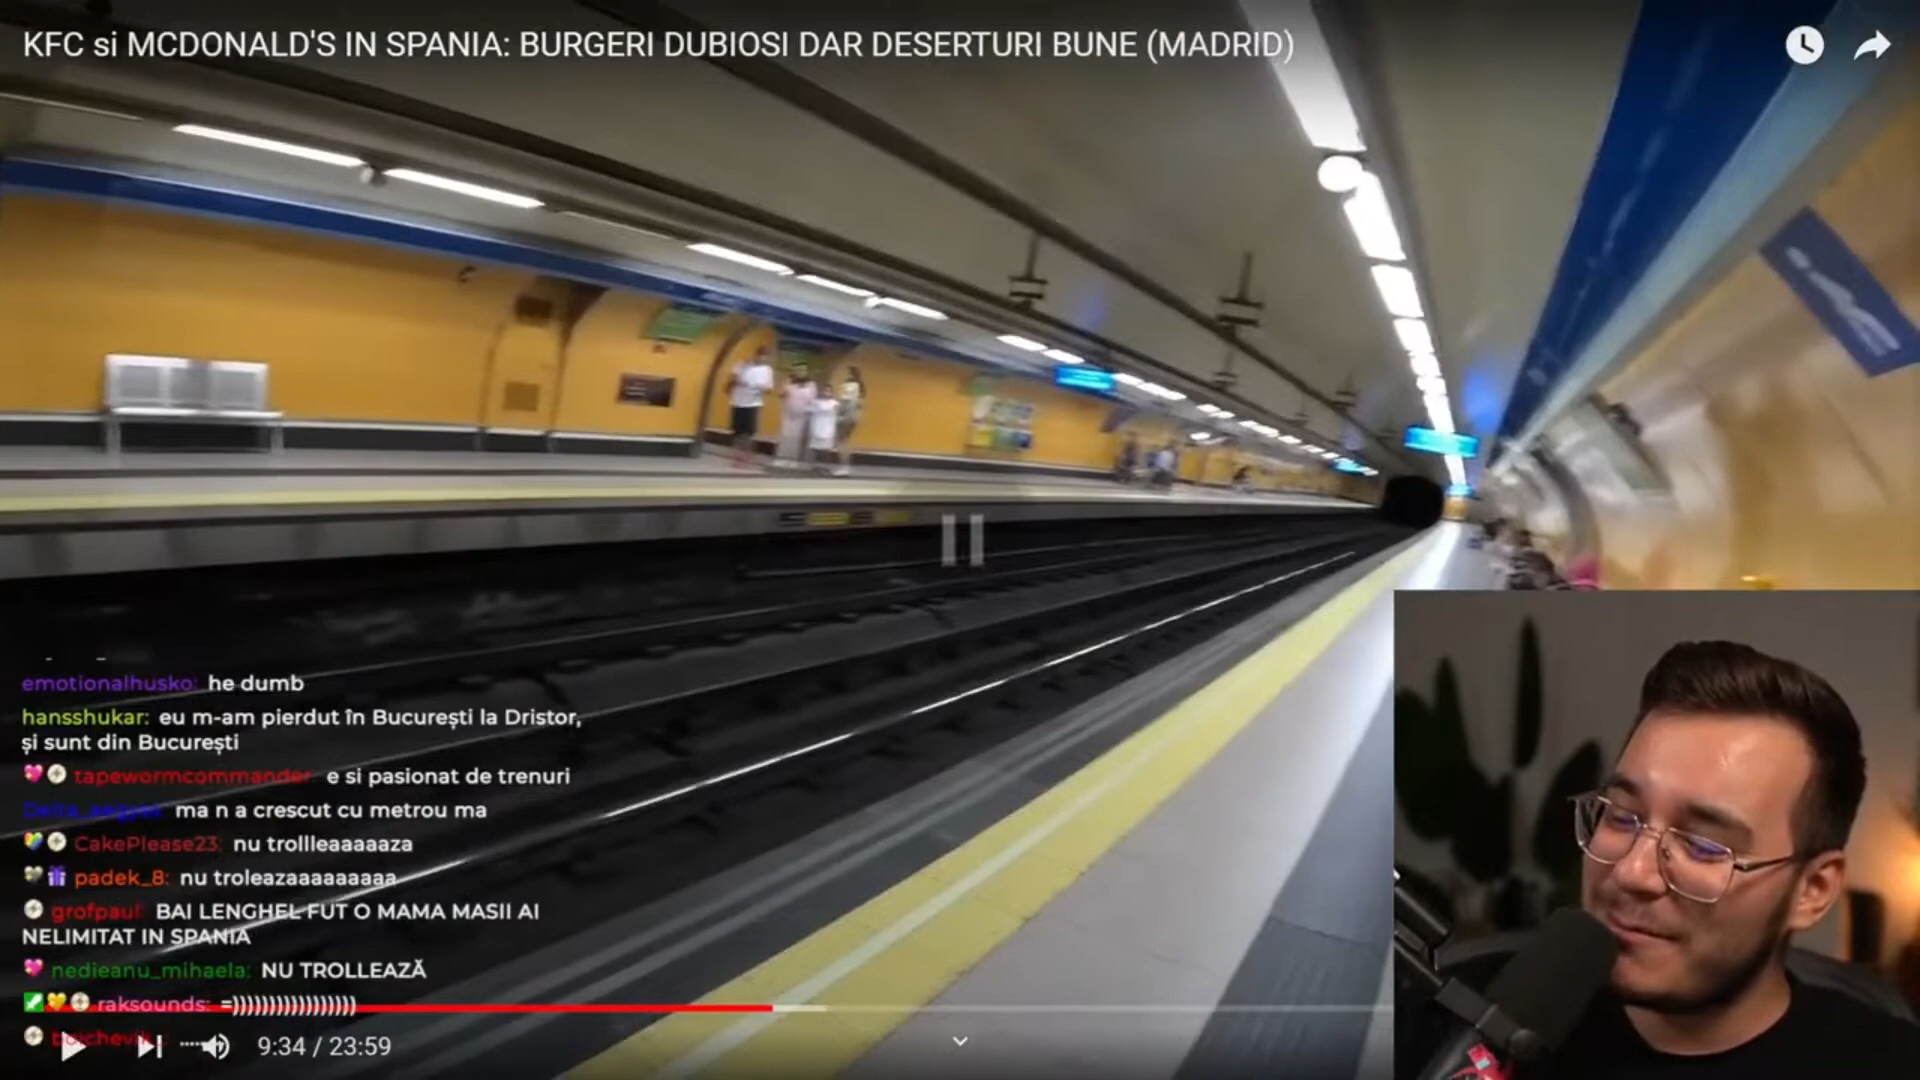 KFC si MCDONALD'S IN SPANIA: BURGERI DUBIOSI DAR DESERTURI BUNE (MADRID)
emotionalhusko: he dumb
hansshukar: eu m-am pierdut în București la Dristor,
și sunt din București
tapewormcommander: e si pasionat de trenuri
ma n a crescut cu metrou ma
CakePlease23: nu trollleaaaaaza
padek_8: nu troleazaaaaaaaaa
grofpaul: BAI LENGHEL FUT O MAMA MASII AI
NELIMITAT IN SPANIA
nedieanu_mihaela: NU TROLLEAZĂ
raksounds: =)))))))))))))))))
9:34 / 23:59